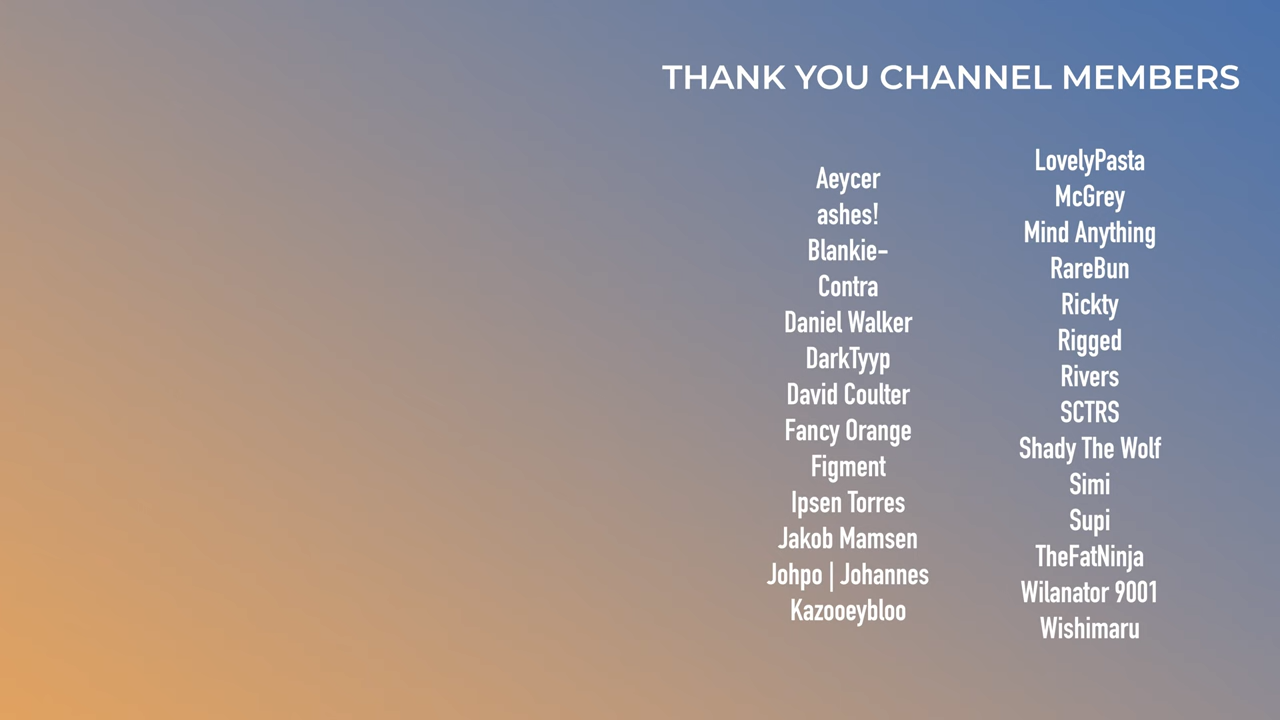 THANK YOU CHANNEL MEMBERS
Aeycer
ashes!
Blankie-
Contra
Daniel Walker
DarkTyyp
David Coulter
Fancy Orange
Figment
Ipsen Torres
Jakob Mamsen
Johpo | Johannes
Kazooeybloo
LovelyPasta
McGrey
Mind Anything
RareBun
Rickty
Rigged
Rivers
SCTRS
Shady The Wolf
Simi
Supi
TheFatNinja
Wilanator 9001
Wishimaru